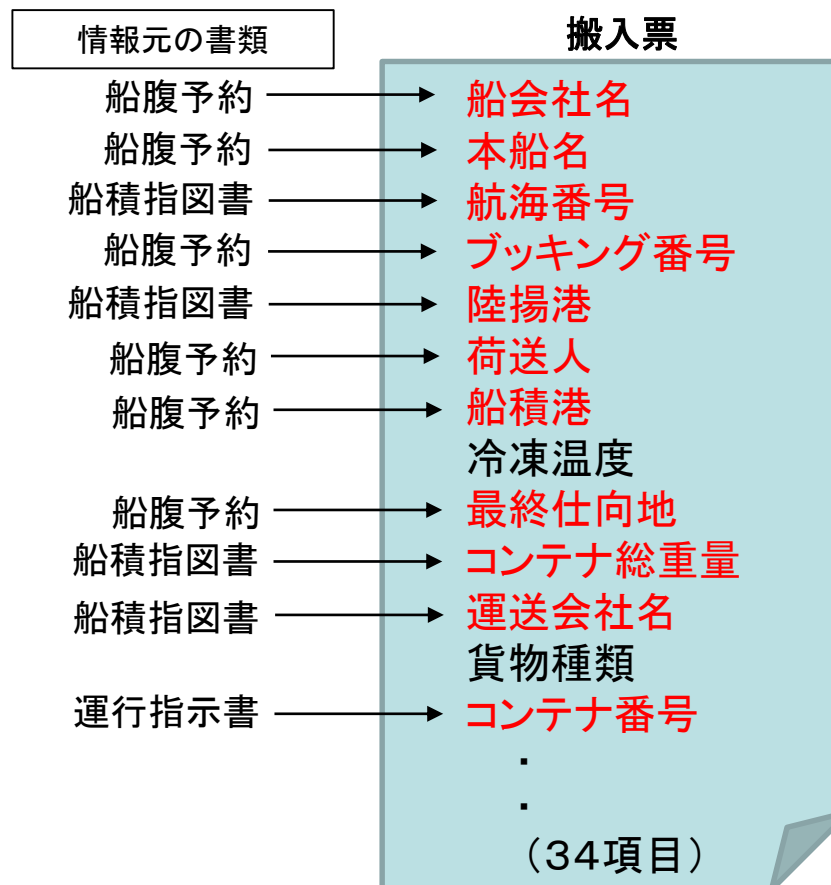 情報元の書類
搬入票
船腹予約 船会社名
船腹予約 本船名
船積指図書 航海番号
船腹予約 ブッキング番号
船積指図書 陸揚港
船腹予約 荷送人
船腹予約 船積港
冷凍温度
船腹予約 最終仕向地
船積指図書 コンテナ総重量
船積指図書 運送会社名
貨物種類
運行指示書 コンテナ番号
・
・
(34項目)